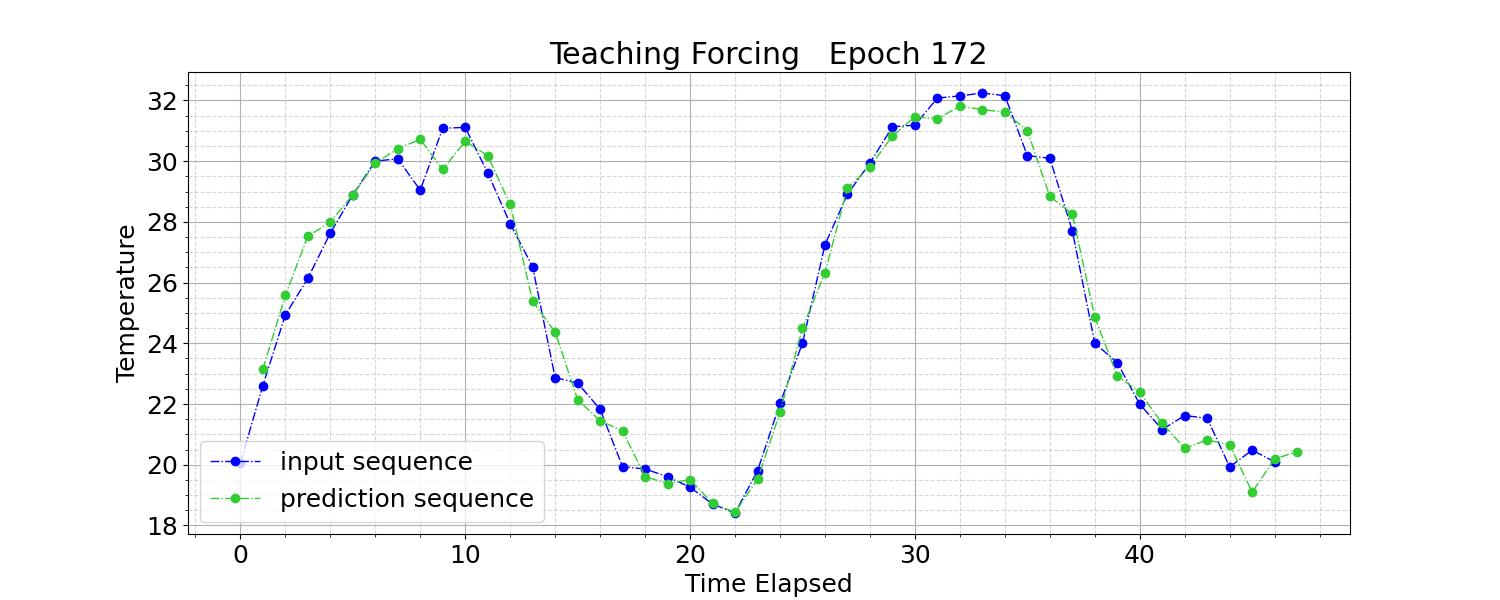 Teaching Forcing   Epoch 172
32
30
28
26
24
22
20
18
Temperature
input sequence
prediction sequence
0 10 20 30 40
Time Elapsed